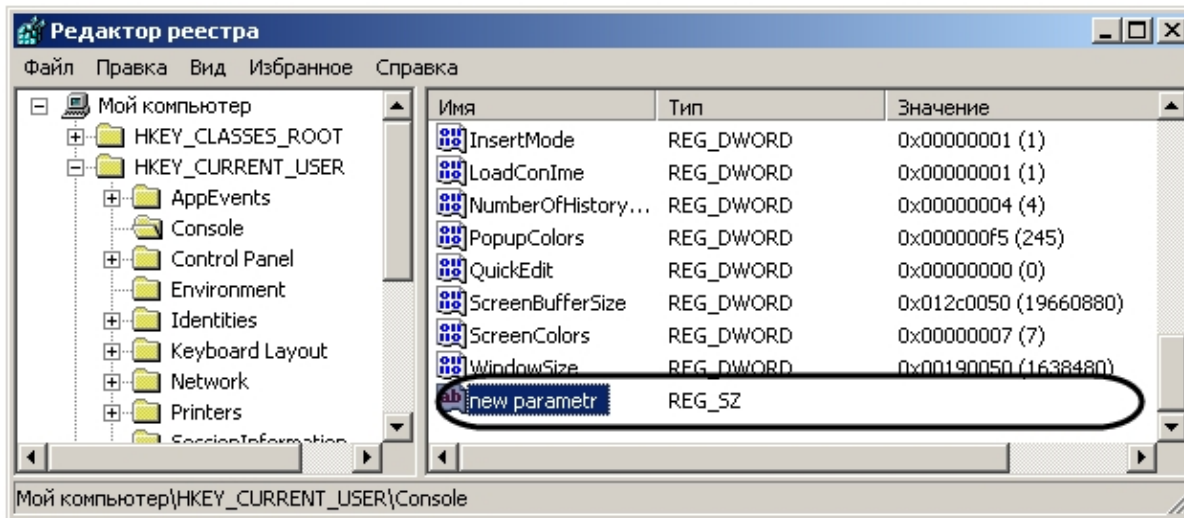 Редактор реестра
Файл Правка Вид Избранное Справка
Мой компьютер
HKEY_CLASSES_ROOT
HKEY_CURRENT_USER
AppEvents
Console
Control Panel
Environment
Identities
Keyboard Layout
Network
Printers
SessionInformation
Имя Тип Значение
InsertMode REG_DWORD 0x00000001 (1)
LoadConIme REG_DWORD 0x00000001 (1)
NumberOfHistory... REG_DWORD 0x00000004 (4)
PopupColors REG_DWORD 0x000000f5 (245)
QuickEdit REG_DWORD 0x00000000 (0)
ScreenBufferSize REG_DWORD 0x012c0050 (19660880)
ScreenColors REG_DWORD 0x00000007 (7)
WindowSize REG_DWORD 0x00190050 (1638480)
new parametr REG_SZ
Мой компьютер\HKEY_CURRENT_USER\Console